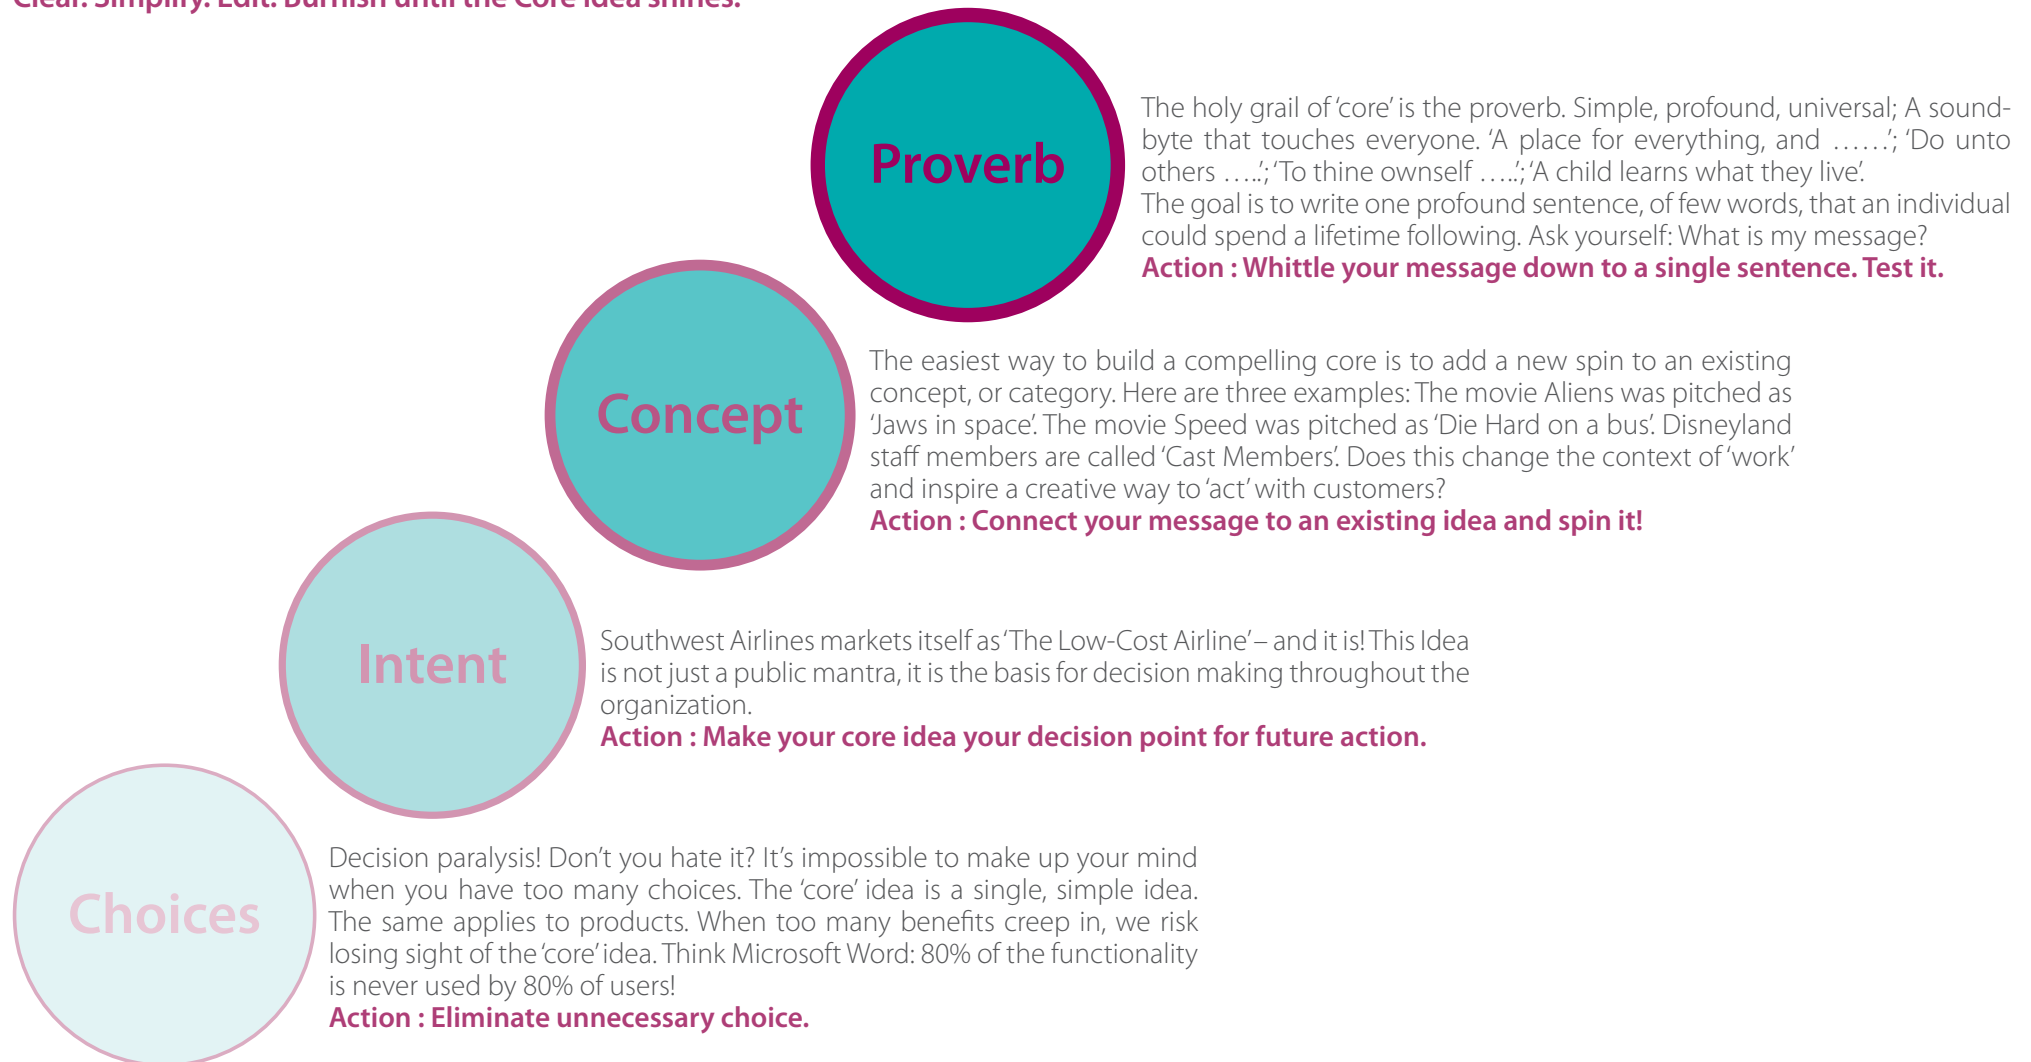 Clear. Simplify. Edit. Burnish until the Core idea shines.
Proverb
The holy grail of ‘core’ is the proverb. Simple, profound, universal; A sound-
byte that touches everyone. ‘A place for everything, and ……’; ‘Do unto
others …..’; ‘To thine ownself …..’; ‘A child learns what they live’.
The goal is to write one profound sentence, of few words, that an individual
could spend a lifetime following. Ask yourself: What is my message?
Action : Whittle your message down to a single sentence. Test it.
Concept
The easiest way to build a compelling core is to add a new spin to an existing
concept, or category. Here are three examples: The movie Aliens was pitched as
‘Jaws in space’. The movie Speed was pitched as ‘Die Hard on a bus’. Disneyland
staff members are called ‘Cast Members’. Does this change the context of ‘work’
and inspire a creative way to ‘act’ with customers?
Action : Connect your message to an existing idea and spin it!
Intent
Southwest Airlines markets itself as ‘The Low-Cost Airline’ – and it is! This Idea
is not just a public mantra, it is the basis for decision making throughout the
organization.
Action : Make your core idea your decision point for future action.
Choices
Decision paralysis! Don’t you hate it? It’s impossible to make up your mind
when you have too many choices. The ‘core’ idea is a single, simple idea.
The same applies to products. When too many benefits creep in, we risk
losing sight of the ‘core’ idea. Think Microsoft Word: 80% of the functionality
is never used by 80% of users!
Action : Eliminate unnecessary choice.